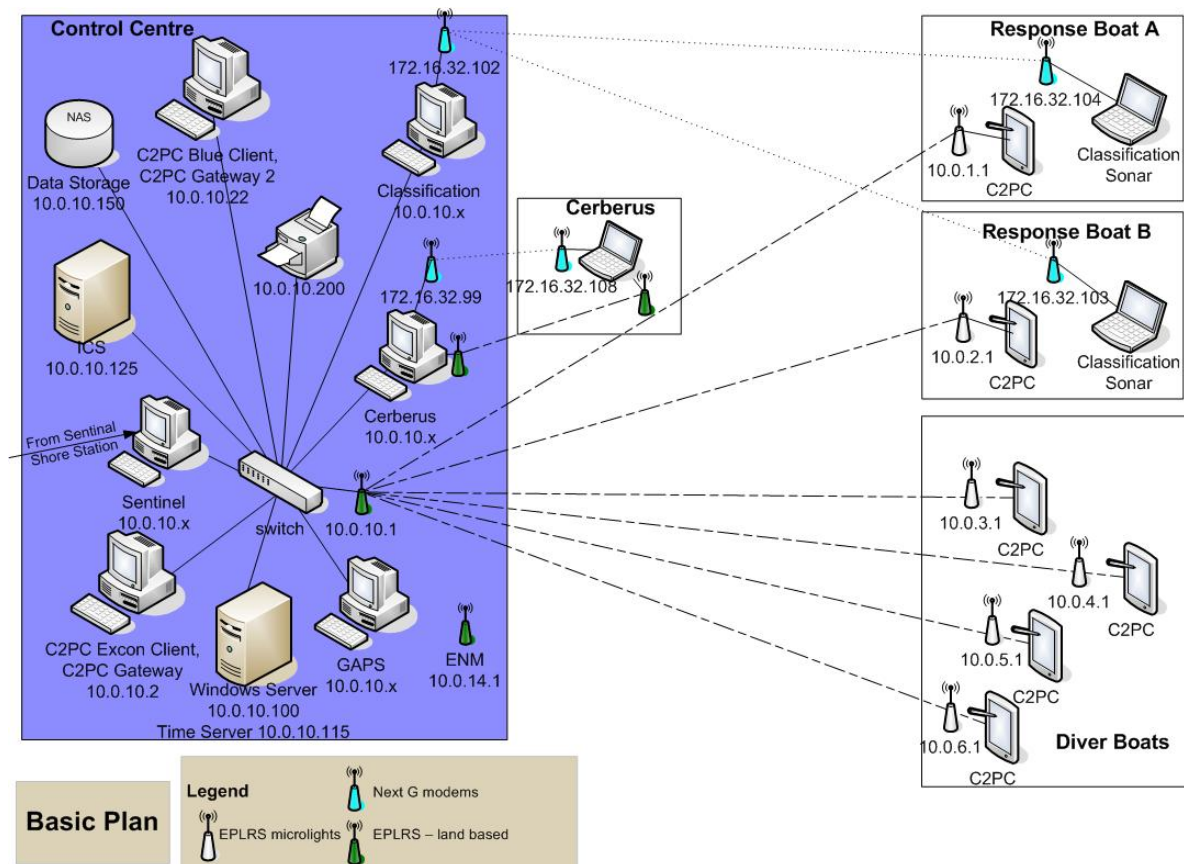 Control Centre
172.16.32.102
NAS
Data Storage
10.0.10.150
C2PC Blue Client,
C2PC Gateway 2
10.0.10.22
Classification
10.0.10.x
10.0.10.200
172.16.32.99
ICS
10.0.10.125
Cerberus
10.0.10.x
From Sentinal
Shore Station
Sentinel
10.0.10.x
switch
10.0.10.1
C2PC Excon Client,
C2PC Gateway
10.0.10.2
Windows Server
10.0.10.100
Time Server 10.0.10.115
GAPS
10.0.10.x
ENM
10.0.14.1
Cerberus
172.16.32.108
Response Boat A
172.16.32.104
10.0.1.1
C2PC
Classification
Sonar
Response Boat B
172.16.32.103
10.0.2.1
C2PC
Classification
Sonar
10.0.3.1
C2PC
10.0.4.1
C2PC
10.0.5.1
C2PC
10.0.6.1
C2PC
Diver Boats
Basic Plan
Legend
EPLRS microlights
Next G modems
EPLRS – land based